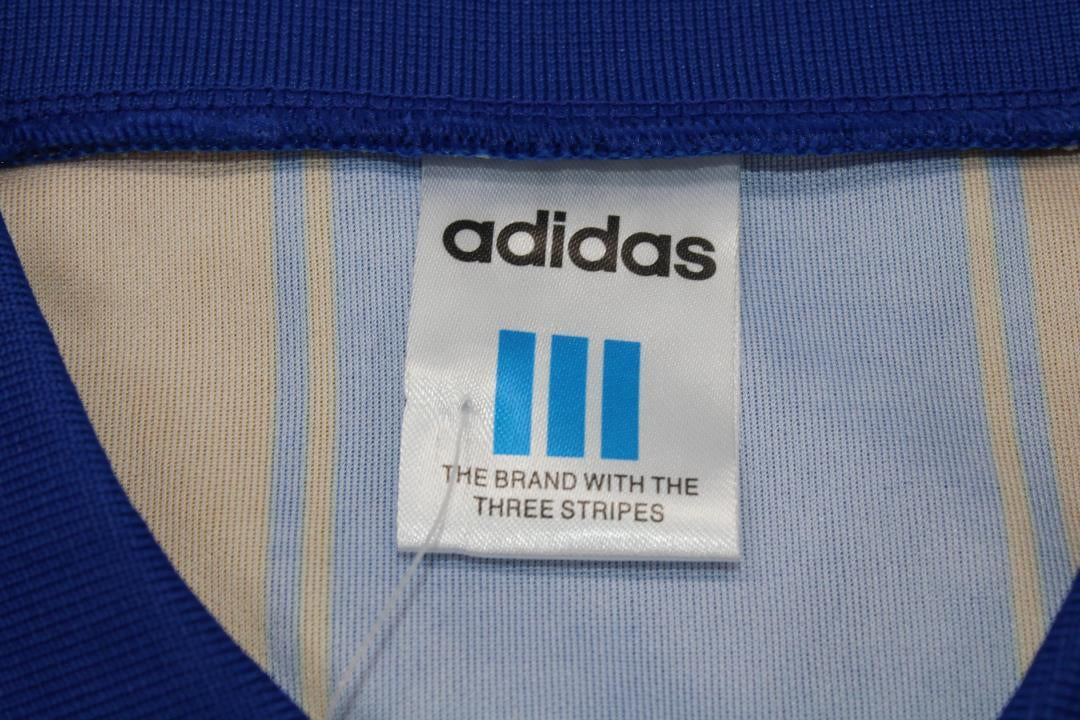 adidas
THE BRAND WITH THE
THREE STRIPES